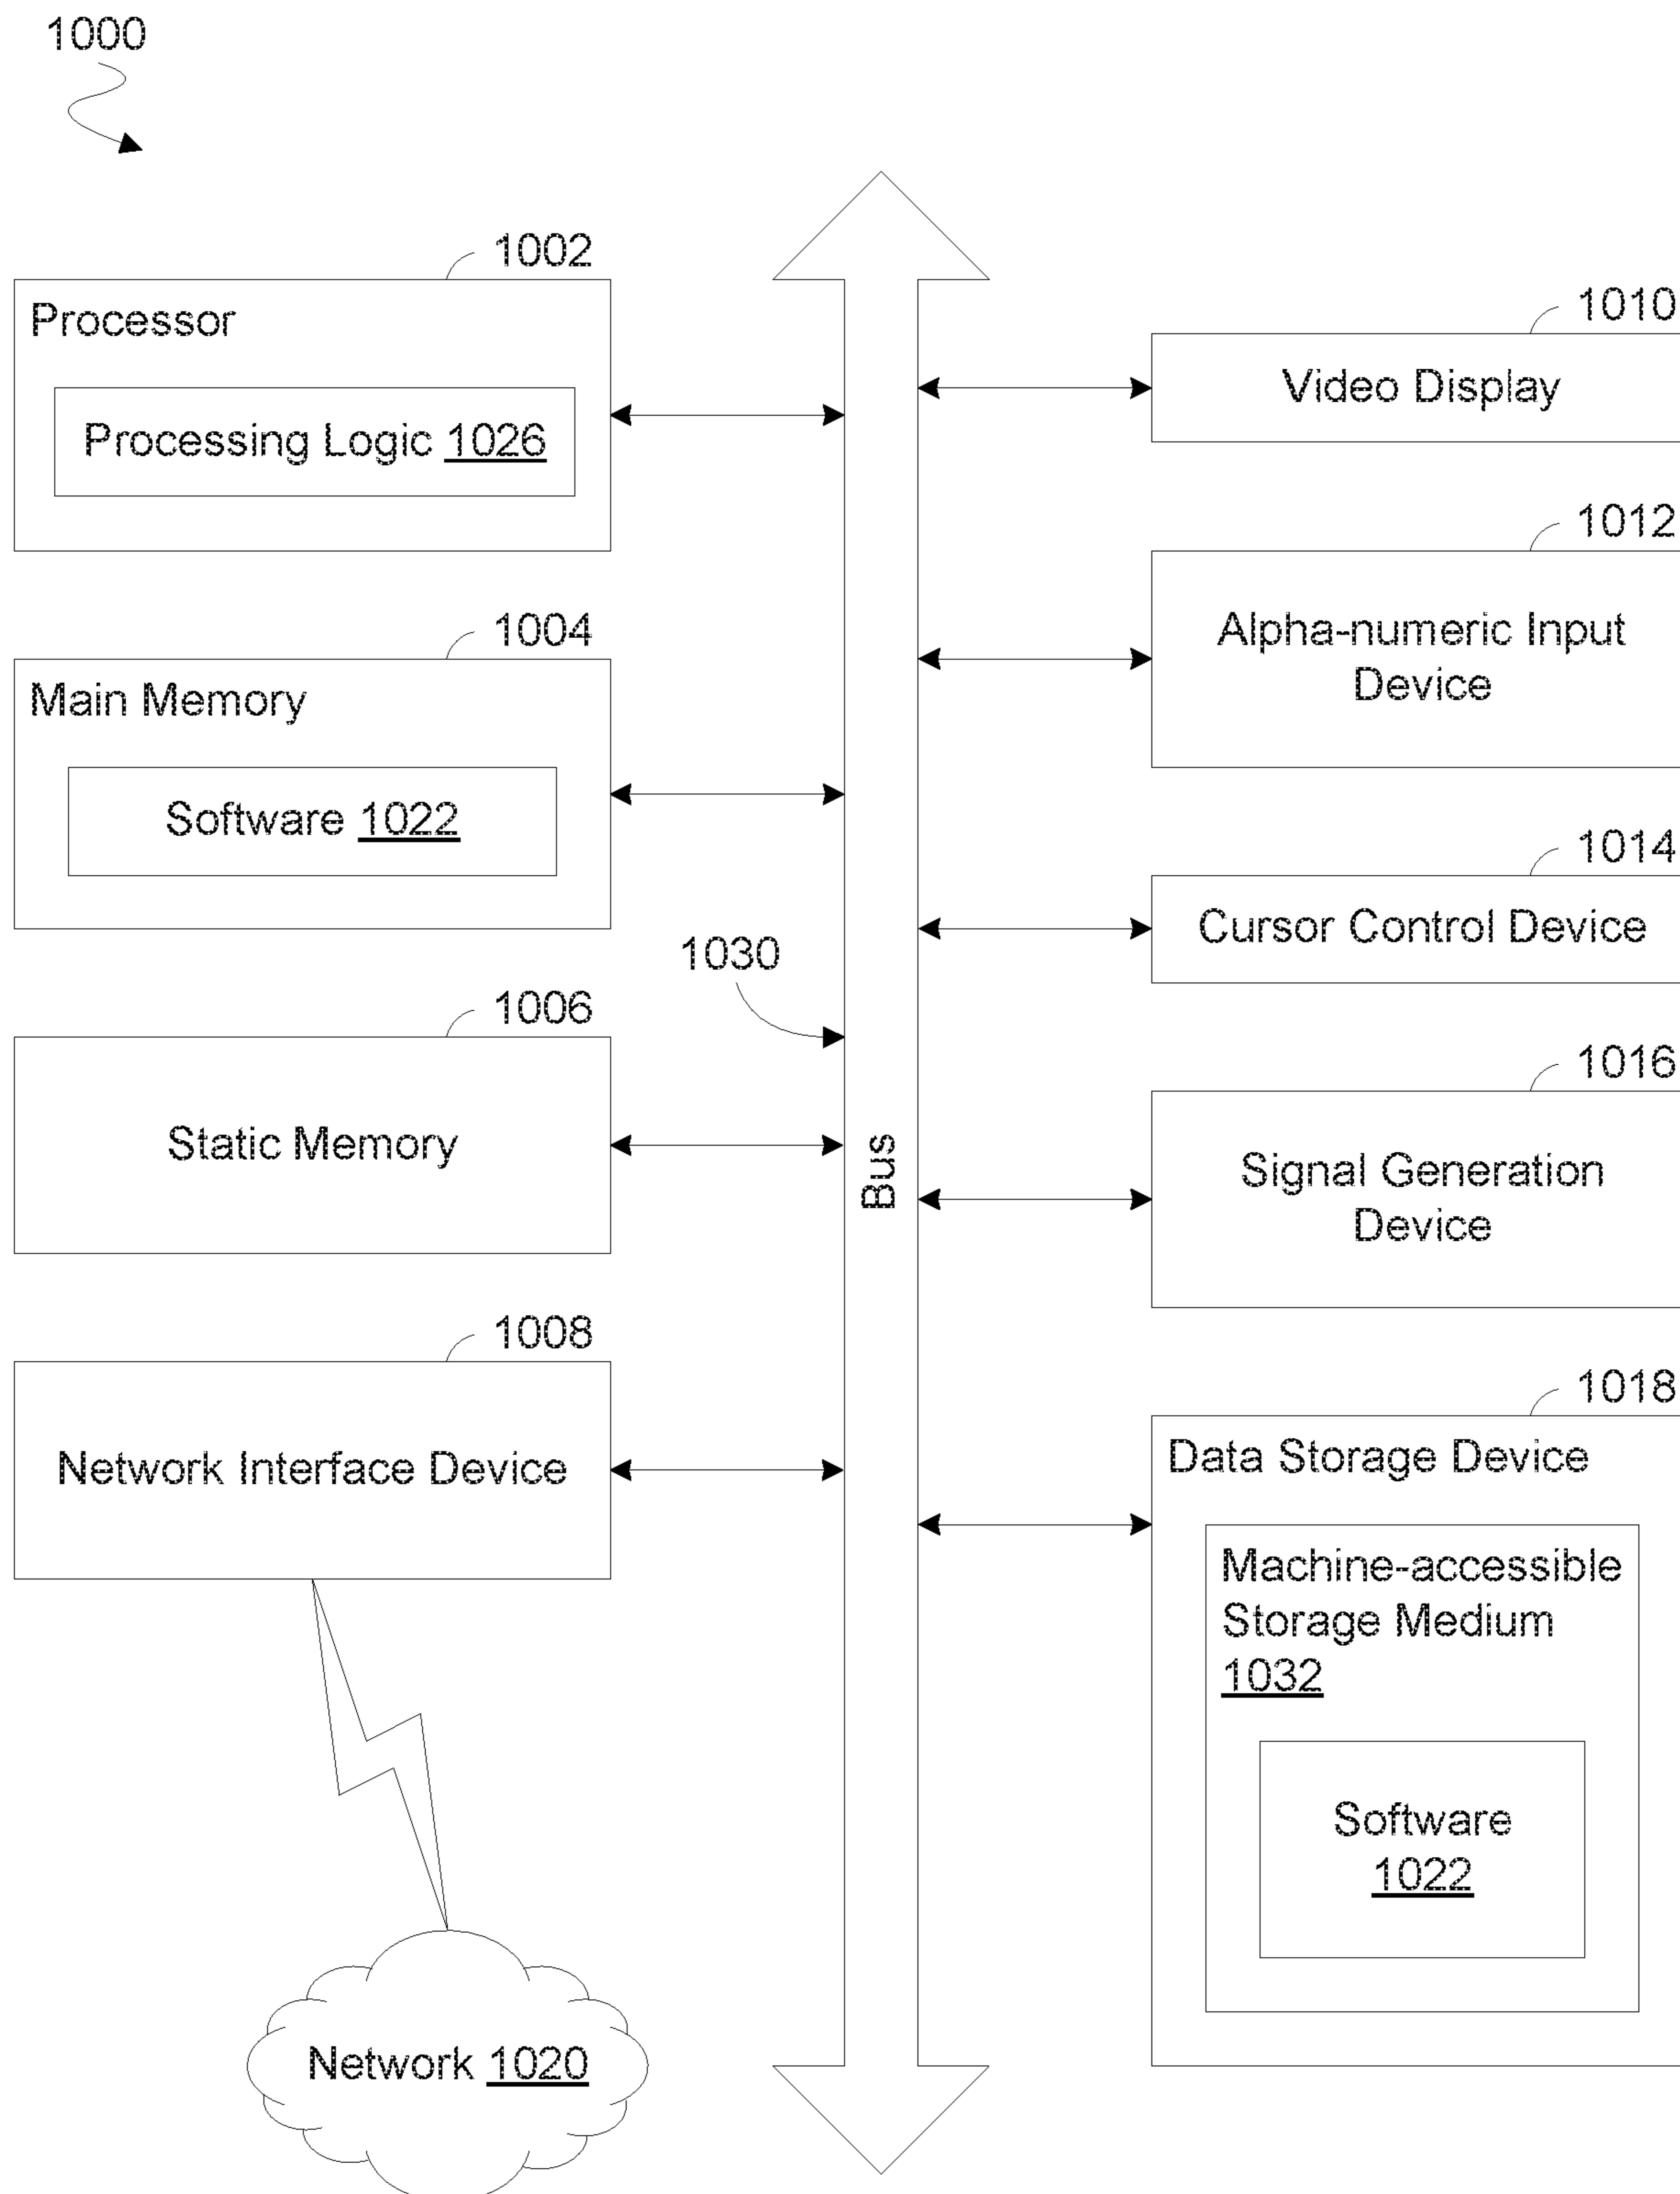 1000
1002
Processor
Processing Logic 1026
1004
Main Memory
Software 1022
1006
Static Memory
1008
Network Interface Device
Network 1020
1030
Bus
1010
Video Display
1012
Alpha-numeric Input
Device
1014
Cursor Control Device
1016
Signal Generation
Device
1018
Data Storage Device
Machine-accessible
Storage Medium
1032
Software
1022